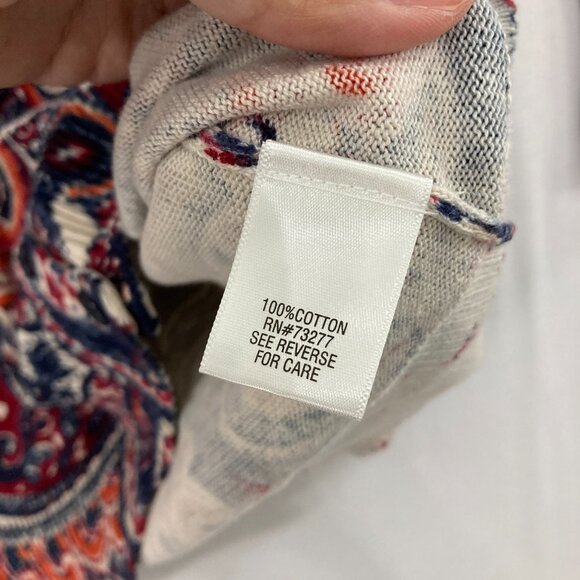 100%COTTON
RN#73277
SEE REVERSE
FOR CARE